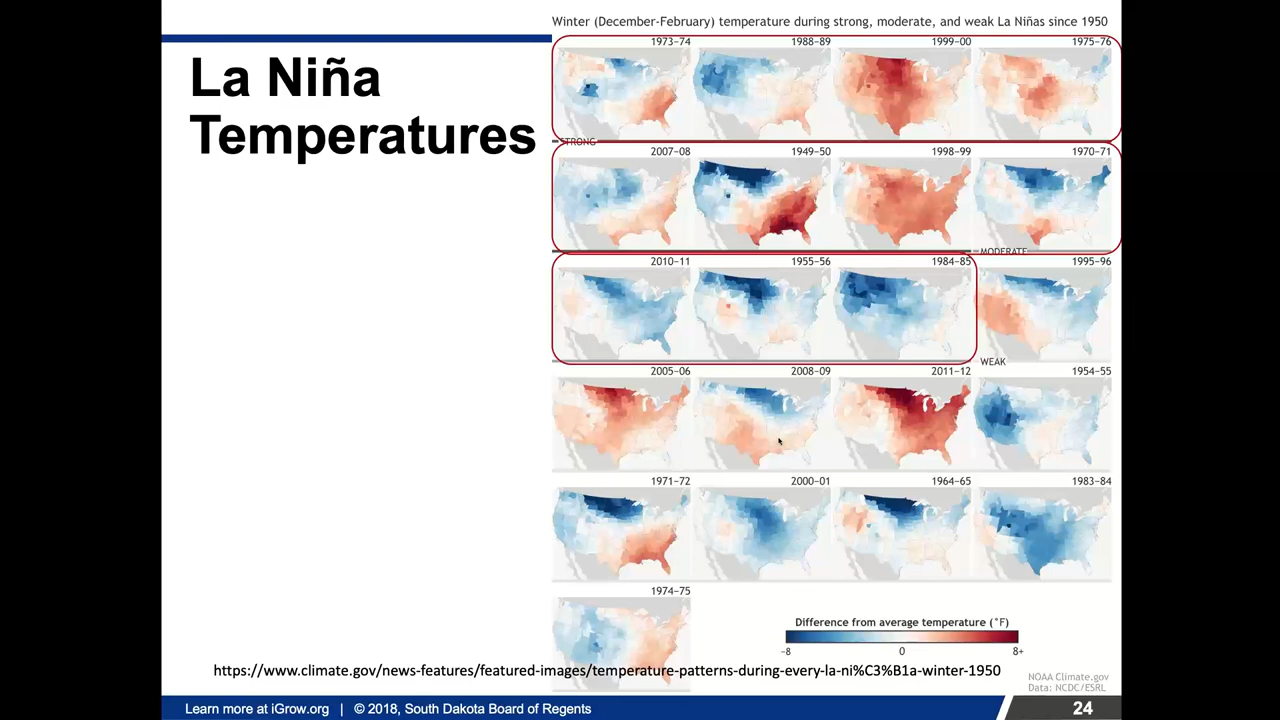 Winter (December-February) temperature during strong, moderate, and weak La Niñas since 1950
La Niña
Temperatures
1973-74 1988-89 1999-00 1975-76
STRONG
2007-08 1949-50 1998-99 1970-71
MODERATE
2010-11 1955-56 1984-85 1995-96
WEAK
2005-06 2008-09 2011-12 1954-55
1971-72 2000-01 1964-65 1983-84
1974-75
Difference from average temperature (°F)
-8 0 8+
https://www.climate.gov/news-features/featured-images/temperature-patterns-during-every-la-ni%C3%B1a-winter-1950
NOAA Climate.gov
Data: NCDC/ESRL
Learn more at iGrow.org | © 2018, South Dakota Board of Regents 24